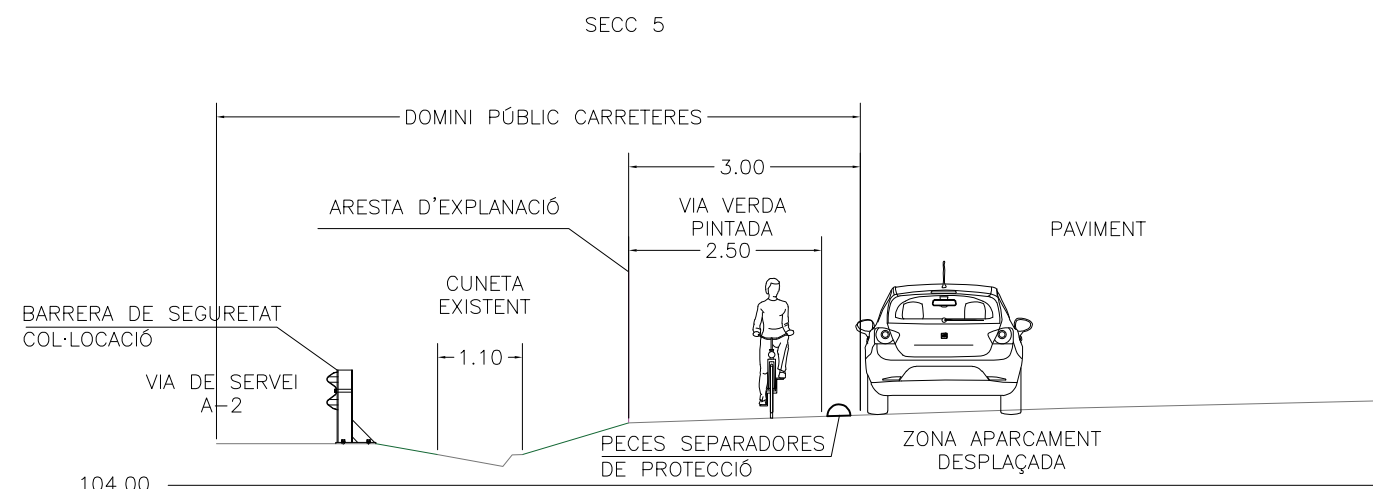 SECC 5
DOMINI PÚBLIC CARRETERES
3.00
ARESTA D'EXPLANACIÓ
VIA VERDA
PINTADA
2.50
PAVIMENT
CUNETA
EXISTENT
BARRERA DE SEGURETAT
COL·LOCACIÓ
1.10
VIA DE SERVEI
A-2
PECES SEPARADORES
DE PROTECCIÓ
ZONA APARCAMENT
DESPLAÇADA
104.00